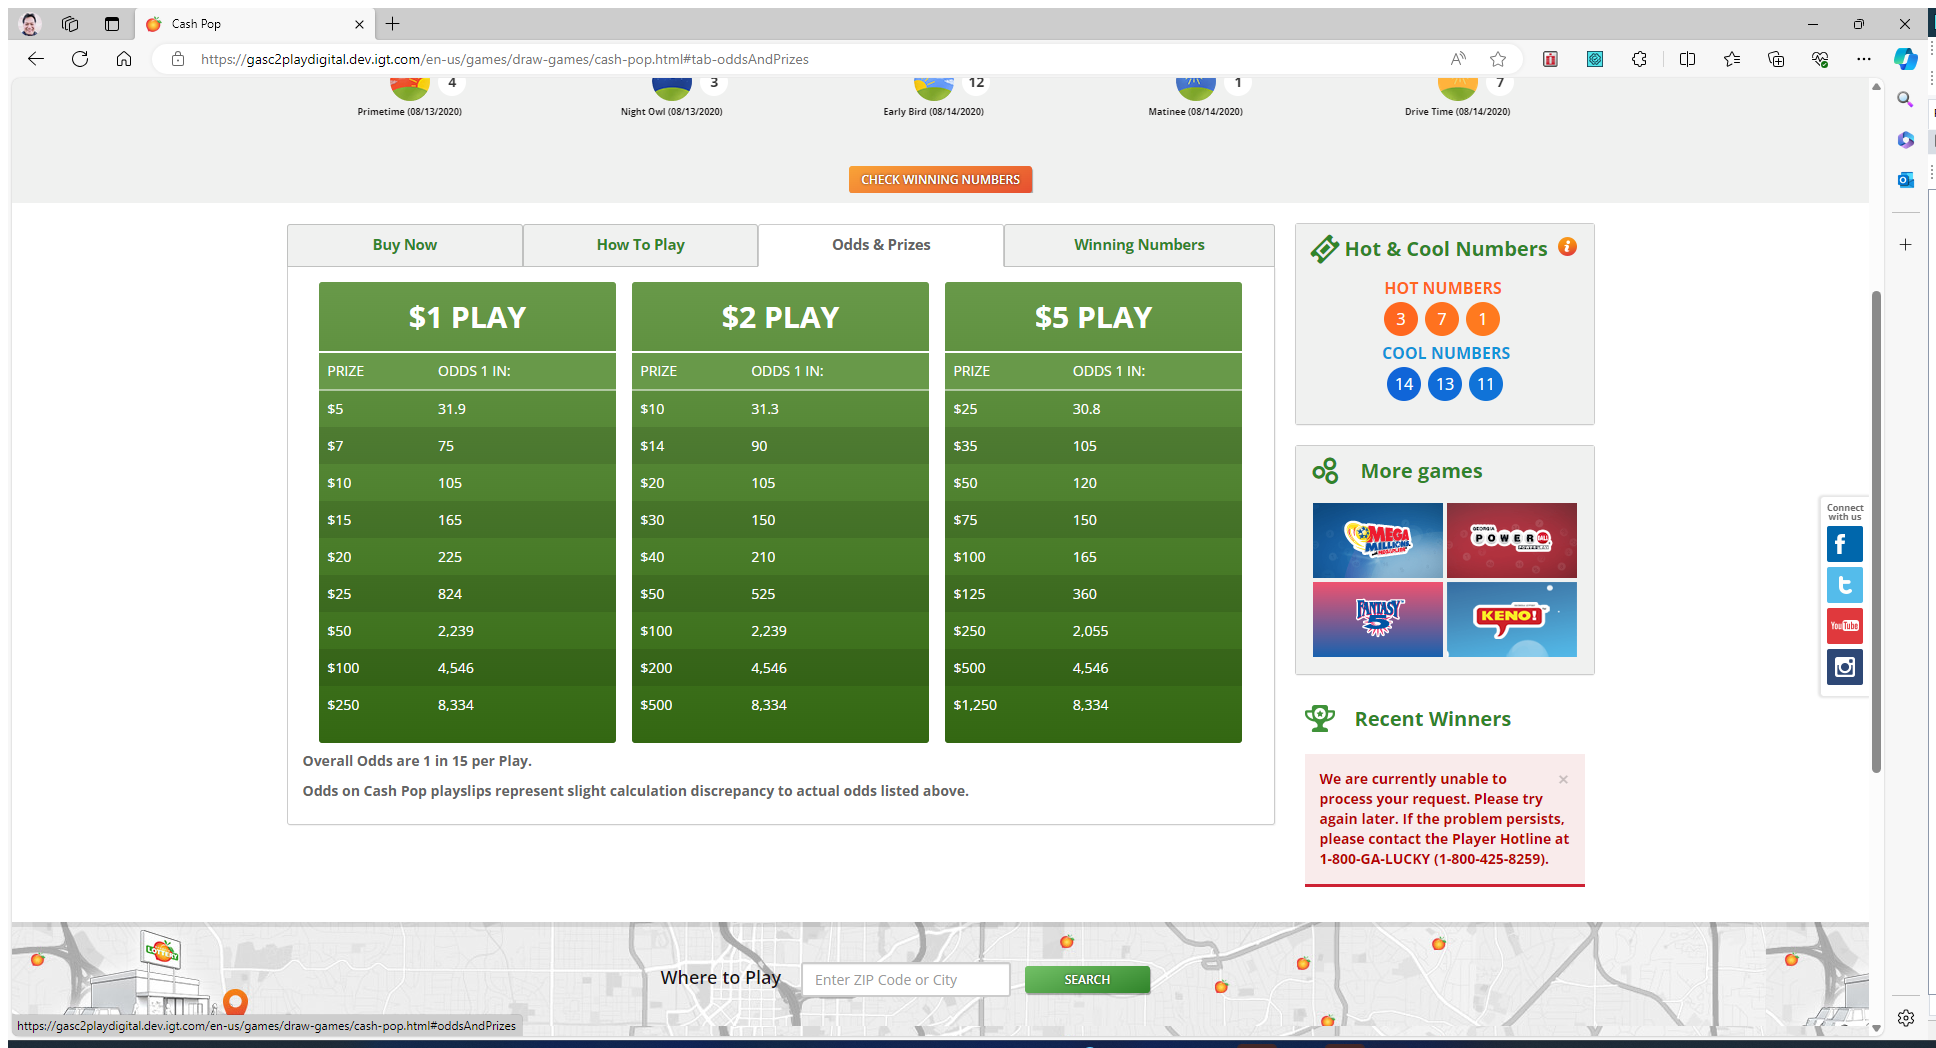 Cash Pop
https://gasc2playdigital.dev.igt.com/en-us/games/draw-games/cash-pop.html#tab-oddsAndPrizes
4
3
12
1
7
Primetime (08/13/2020)
Night Owl (08/13/2020)
Early Bird (08/14/2020)
Matinee (08/14/2020)
Drive Time (08/14/2020)
CHECK WINNING NUMBERS
Buy Now
How To Play
Odds & Prizes
Winning Numbers
$1 PLAY
PRIZE ODDS 1 IN:
$5 31.9
$7 75
$10 105
$15 165
$20 225
$25 824
$50 2,239
$100 4,546
$250 8,334
$2 PLAY
PRIZE ODDS 1 IN:
$10 31.3
$14 90
$20 105
$30 150
$40 210
$50 525
$100 2,239
$200 4,546
$500 8,334
$5 PLAY
PRIZE ODDS 1 IN:
$25 30.8
$35 105
$50 120
$75 150
$100 165
$125 360
$250 2,055
$500 4,546
$1,250 8,334
Overall Odds are 1 in 15 per Play.
Odds on Cash Pop playslips represent slight calculation discrepancy to actual odds listed above.
Hot & Cool Numbers
HOT NUMBERS
3 7 1
COOL NUMBERS
14 13 11
More games
MEGA
MILLIONS
GEORGIA
POWERBALL
FANTASY
5
KENO!
Connect
with us
You Tube
Recent Winners
We are currently unable to
process your request. Please try
again later. If the problem persists,
please contact the Player Hotline at
1-800-GA-LUCKY (1-800-425-8259).
LOTTERY
Where to Play
Enter ZIP Code or City
SEARCH
https://gasc2playdigital.dev.igt.com/en-us/games/draw-games/cash-pop.html#oddsAndPrizes